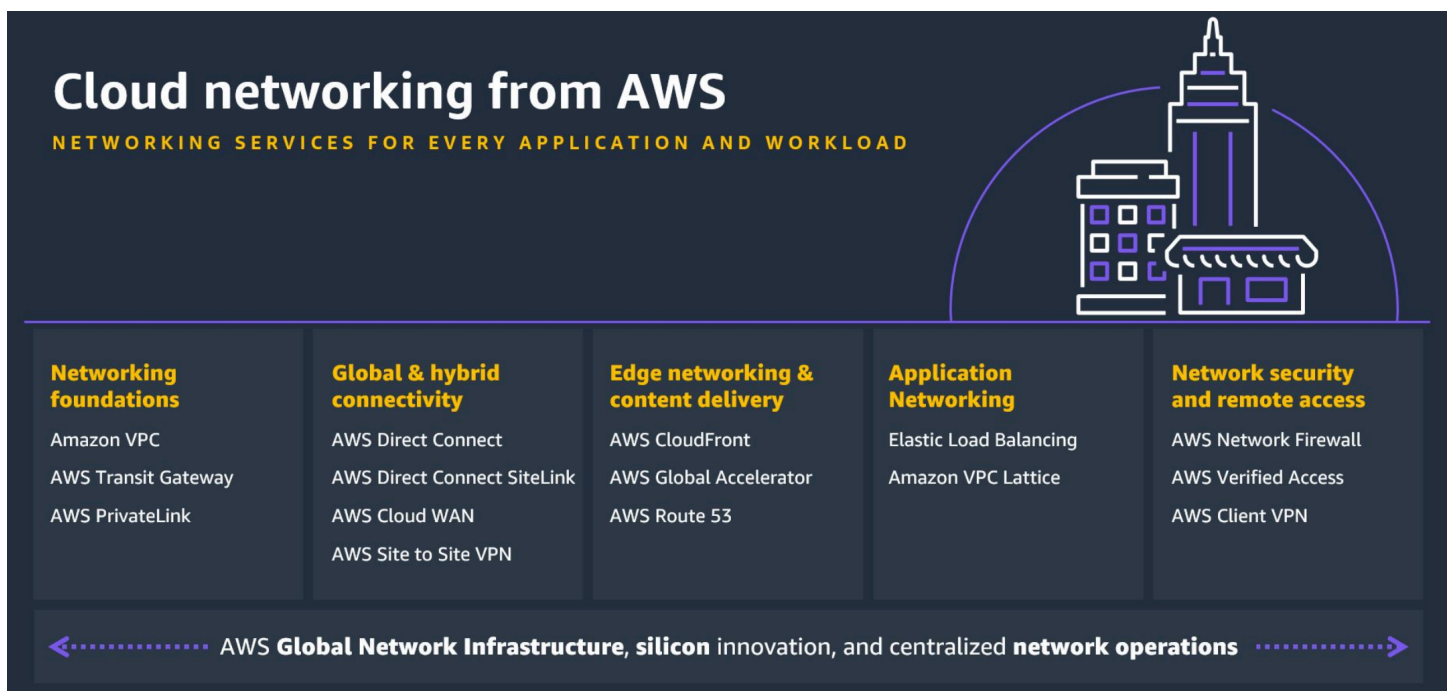 Cloud networking from AWS
NETWORKING SERVICES FOR EVERY APPLICATION AND WORKLOAD
Networking
foundations
Amazon VPC
AWS Transit Gateway
AWS PrivateLink
Global & hybrid
connectivity
AWS Direct Connect
AWS Direct Connect SiteLink
AWS Cloud WAN
AWS Site to Site VPN
Edge networking &
content delivery
AWS CloudFront
AWS Global Accelerator
AWS Route 53
Application
Networking
Elastic Load Balancing
Amazon VPC Lattice
Network security
and remote access
AWS Network Firewall
AWS Verified Access
AWS Client VPN
AWS Global Network Infrastructure, silicon innovation, and centralized network operations